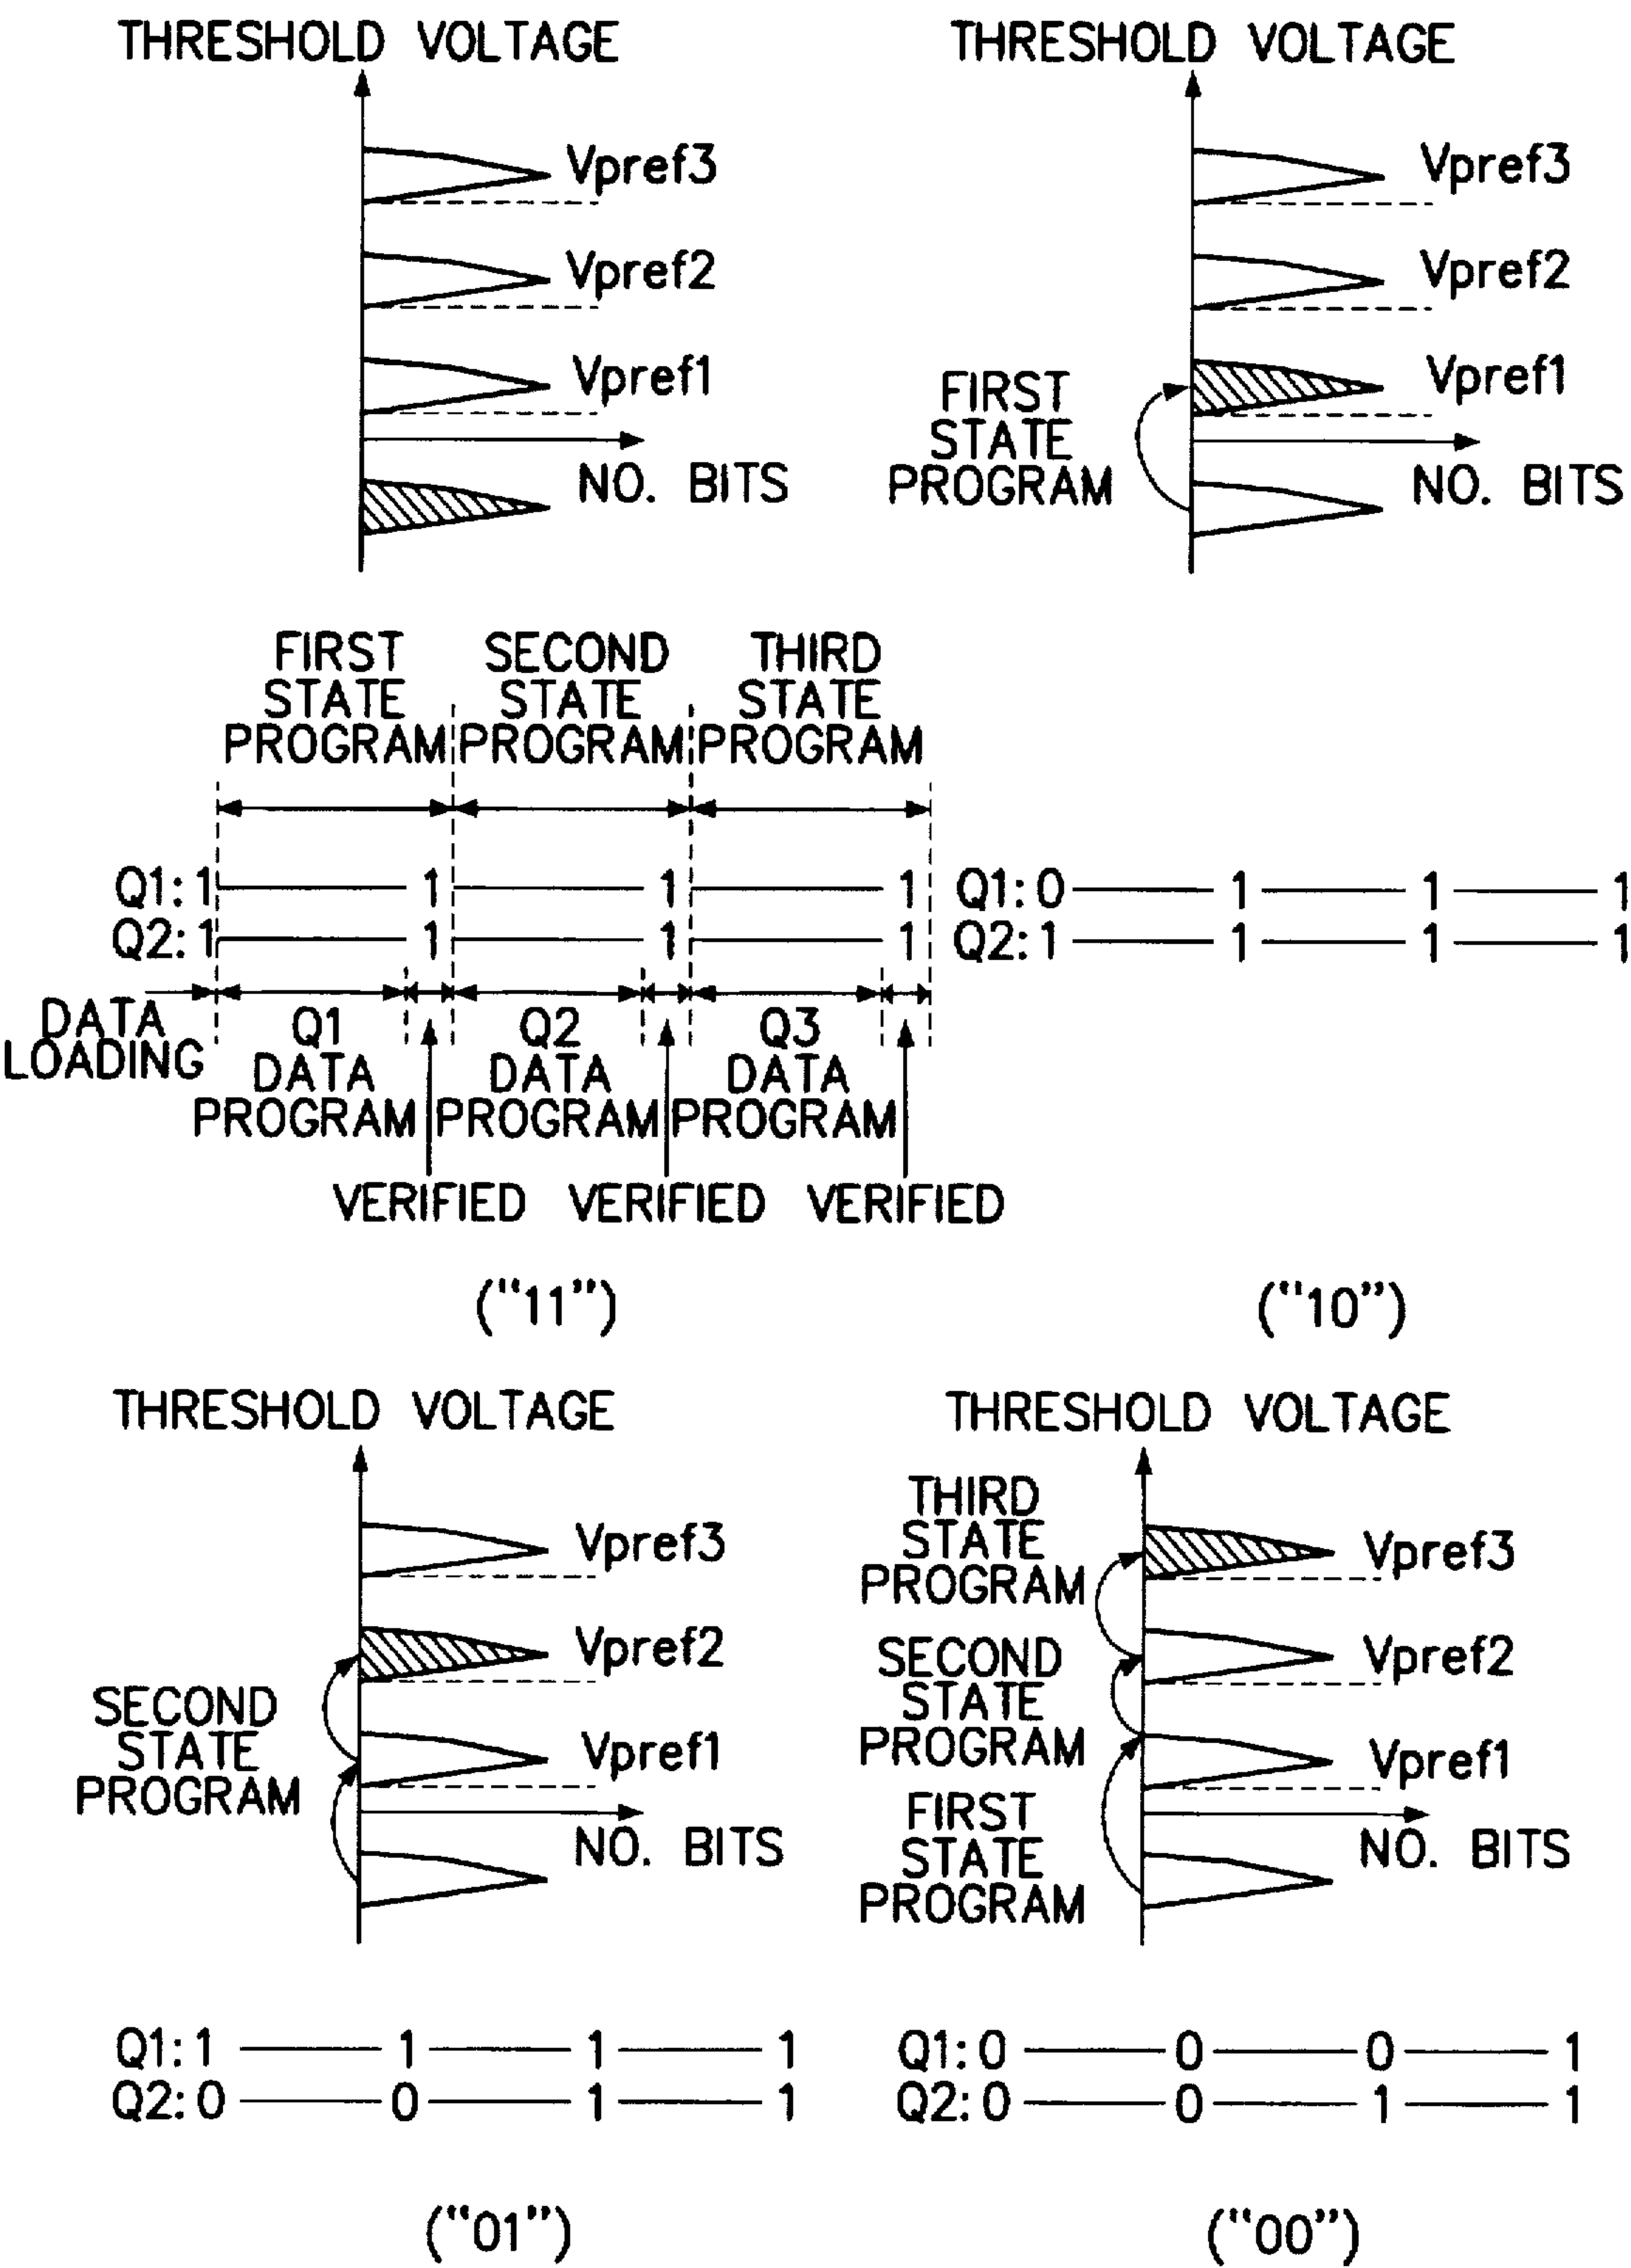 THRESHOLD VOLTAGE
Vpref3
Vpref2
Vpref1
NO. BITS
THRESHOLD VOLTAGE
Vpref3
Vpref2
Vpref1
FIRST
STATE
PROGRAM
NO. BITS
FIRST
STATE
PROGRAM
SECOND
STATE
PROGRAM
THIRD
STATE
PROGRAM
Q1: 1 1 1 1
Q2: 1 1 1 1
DATA
LOADING
Q1
DATA
PROGRAM
Q2
DATA
PROGRAM
Q3
DATA
PROGRAM
VERIFIED VERIFIED VERIFIED
("11")
Q1: 0 1 1 1
Q2: 1 1 1 1
("10")
THRESHOLD VOLTAGE
Vpref3
Vpref2
Vpref1
SECOND
STATE
PROGRAM
NO. BITS
Q1: 1 1 1 1
Q2: 0 0 1 1
("01")
THRESHOLD VOLTAGE
THIRD
STATE
PROGRAM
Vpref3
SECOND
STATE
PROGRAM
Vpref2
Vpref1
FIRST
STATE
PROGRAM
NO. BITS
Q1: 0 0 0 1
Q2: 0 0 1 1
("00")